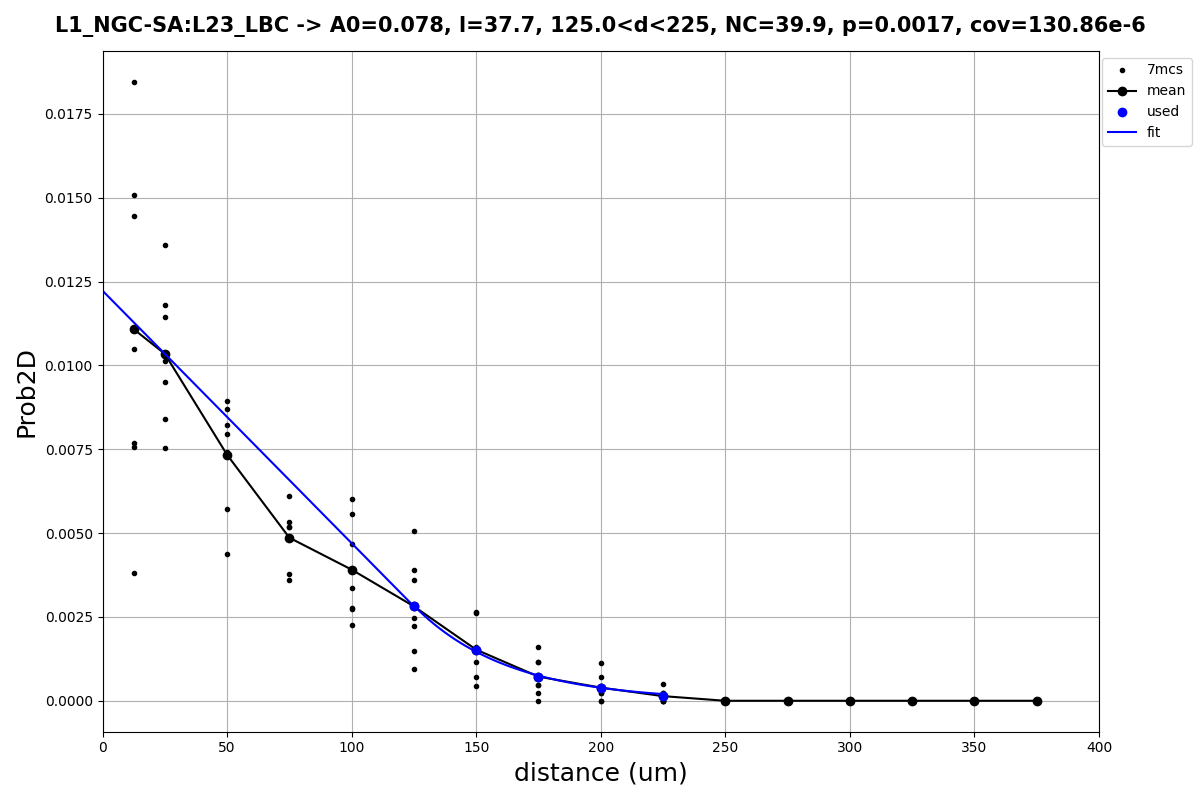 L1_NGC-SA:L23_LBC -> A0=0.078, l=37.7, 125.0<d<225, NC=39.9, p=0.0017, cov=130.86e-6
7mcs
mean
used
fit
Prob2D
0.0175
0.0150
0.0125
0.0100
0.0075
0.0050
0.0025
0.0000
0 50 100 150 200 250 300 350 400
distance (um)